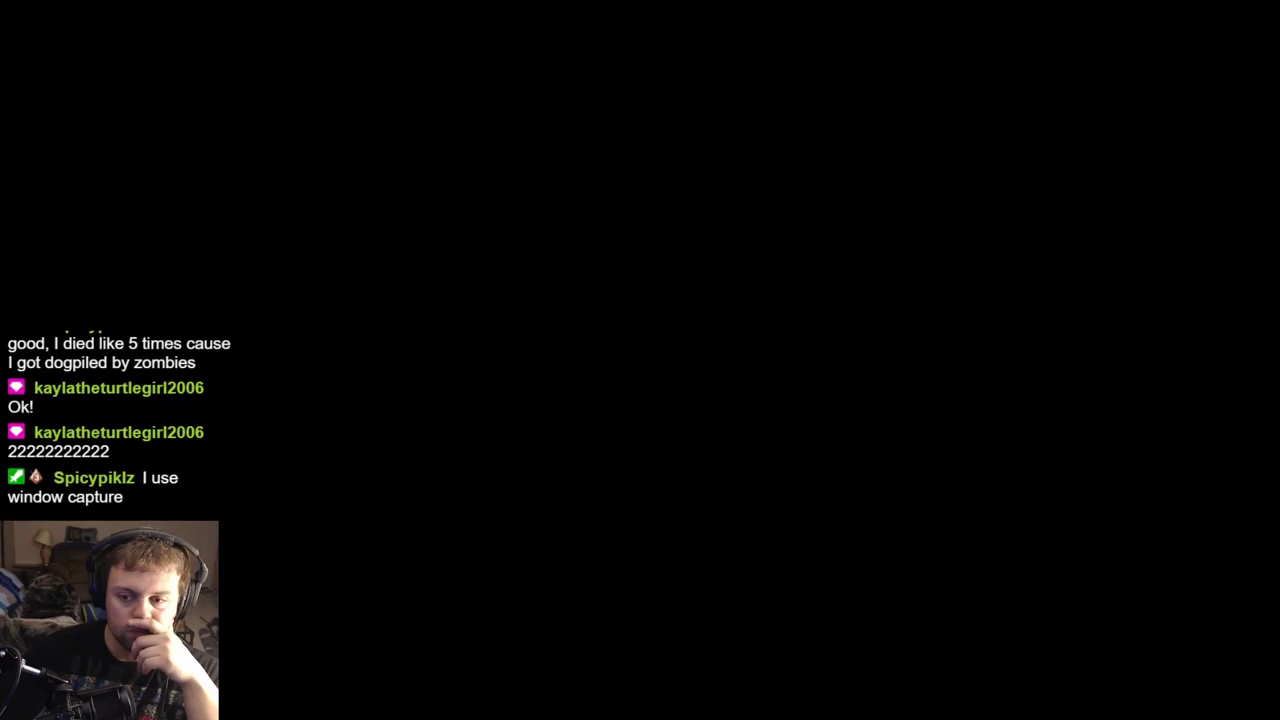 good, I died like 5 times cause
I got dogpiled by zombies
kaylatheturtlegirl2006
Ok!
kaylatheturtlegirl2006
22222222222
Spicypiklz I use
window capture